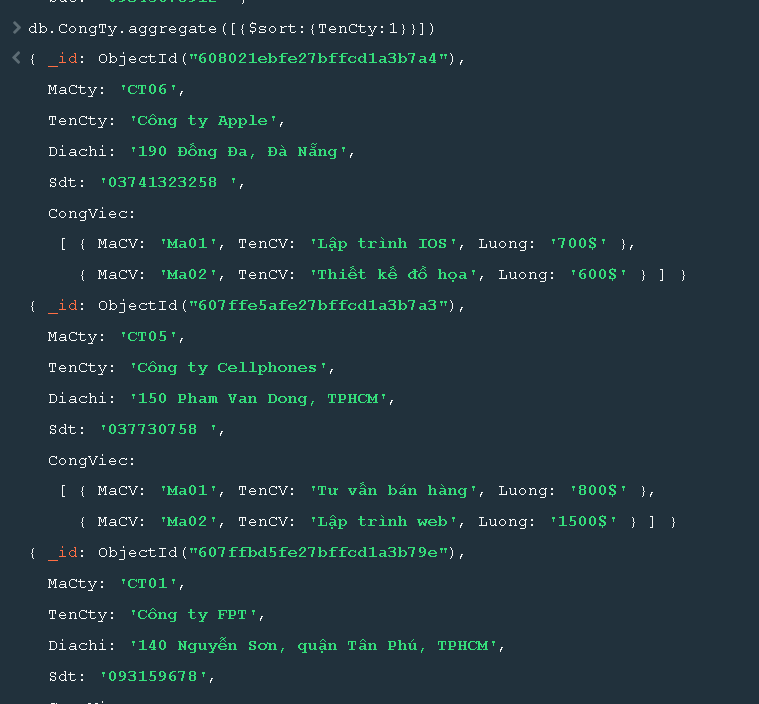 > db.CongTy.aggregate([{$sort:{TenCty:1}}])
< { _id: ObjectId("608021ebfe27bffcd1a3b7a4"),
MaCty: 'CT06',
TenCty: 'Công ty Apple',
Diachi: '190 Đống Đa, Đà Nẵng',
Sdt: '03741323258 ',
CongViec:
[ { MaCV: 'Ma01', TenCV: 'Lập trình IOS', Luong: '700$' },
{ MaCV: 'Ma02', TenCV: 'Thiết kế đồ họa', Luong: '600$' } ] }
{ _id: ObjectId("607ffe5afe27bffcd1a3b7a3"),
MaCty: 'CT05',
TenCty: 'Công ty Cellphones',
Diachi: '150 Pham Van Dong, TPHCM',
Sdt: '037730758 ',
CongViec:
[ { MaCV: 'Ma01', TenCV: 'Tư vấn bán hàng', Luong: '800$' },
{ MaCV: 'Ma02', TenCV: 'Lập trình web', Luong: '1500$' } ] }
{ _id: ObjectId("607ffbd5fe27bffcd1a3b79e"),
MaCty: 'CT01',
TenCty: 'Công ty FPT',
Diachi: '140 Nguyễn Sơn, quận Tân Phú, TPHCM',
Sdt: '093159678',